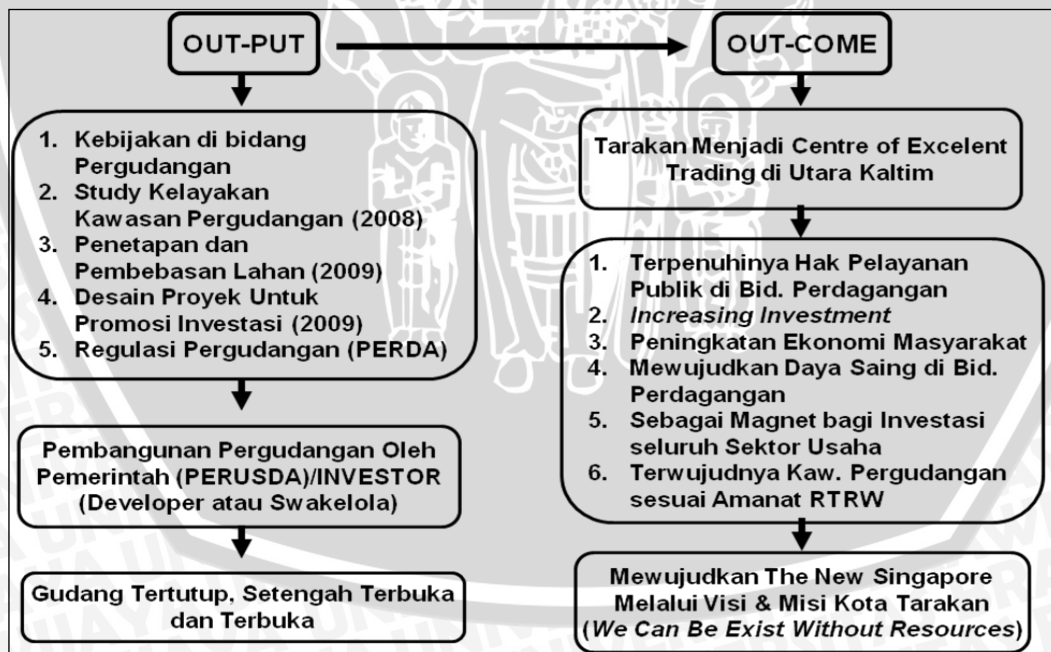 OUT-PUT
1. Kebijakan di bidang
Pergudangan
2. Study Kelayakan
Kawasan Pergudangan (2008)
3. Penetapan dan
Pembebasan Lahan (2009)
4. Desain Proyek Untuk
Promosi Investasi (2009)
5. Regulasi Pergudangan (PERDA)
Pembangunan Pergudangan Oleh
Pemerintah (PERUSDA)/INVESTOR
(Developer atau Swakelola)
Gudang Tertutup, Setengah Terbuka
dan Terbuka
OUT-COME
Tarakan Menjadi Centre of Excelent
Trading di Utara Kaltim
1. Terpenuhinya Hak Pelayanan
Publik di Bid. Perdagangan
2. Increasing Investment
3. Peningkatan Ekonomi Masyarakat
4. Mewujudkan Daya Saing di Bid.
Perdagangan
5. Sebagai Magnet bagi Investasi
seluruh Sektor Usaha
6. Terwujudnya Kaw. Pergudangan
sesuai Amanat RTRW
Mewujudkan The New Singapore
Melalui Visi & Misi Kota Tarakan
(We Can Be Exist Without Resources)